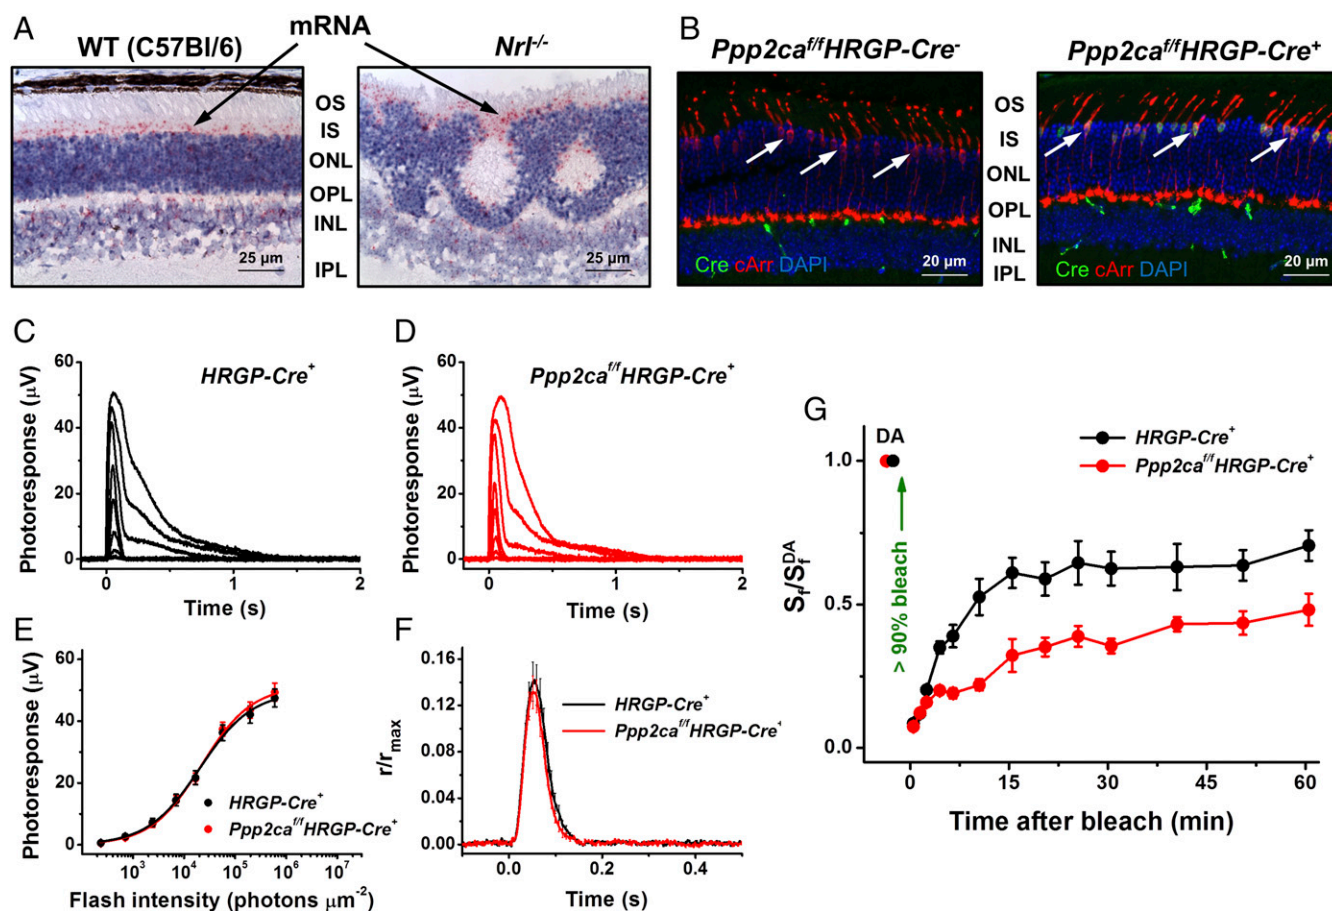 A
mRNA
WT (C57Bl/6)
Nrl-/-
OS
IS
ONL
OPL
INL
IPL
25 µm
25 µm
B
Ppp2caf/fHRGP-Cre-
Ppp2caf/fHRGP-Cre+
OS
IS
ONL
OPL
INL
IPL
Cre cArr DAPI
20 µm
20 µm
C
HRGP-Cre+
Photoresponse (µV)
60
40
20
0
0
1
2
Time (s)
D
Ppp2caf/fHRGP-Cre+
Photoresponse (µV)
60
40
20
0
0
1
2
Time (s)
E
Photoresponse (µV)
60
40
20
0
HRGP-Cre+
Ppp2caf/fHRGP-Cre+
10³
10⁴
10⁵
10⁶
10⁷
Flash intensity (photons µm⁻²)
F
r/rmax
0.16
0.12
0.08
0.04
0.00
HRGP-Cre+
Ppp2caf/fHRGP-Cre+
0.0
0.2
0.4
Time (s)
G
DA
HRGP-Cre+
Ppp2caf/fHRGP-Cre+
> 90% bleach
Sf/SfDA
1.0
0.5
0.0
0
15
30
45
60
Time after bleach (min)